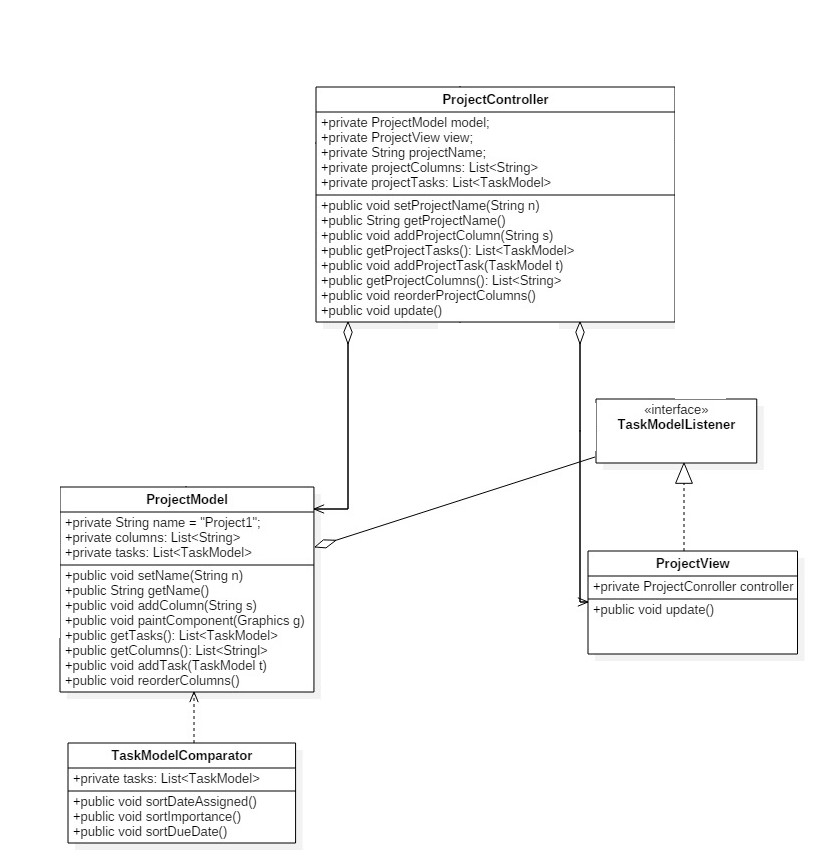 ProjectController
+private ProjectModel model;
+private ProjectView view;
+private String projectName;
+private projectColumns: List<String>
+private projectTasks: List<TaskModel>
+public void setProjectName(String n)
+public String getProjectName()
+public void addProjectColumn(String s)
+public getProjectTasks(): List<TaskModel>
+public void addProjectTask(TaskModel t)
+public getProjectColumns(): List<String>
+public void reorderProjectColumns()
+public void update()
«interface»
TaskModelListener
ProjectModel
+private String name = "Project1";
+private columns: List<String>
+private tasks: List<TaskModel>
+public void setName(String n)
+public String getName()
+public void addColumn(String s)
+public void paintComponent(Graphics g)
+public getTasks(): List<TaskModel>
+public getColumns(): List<Stringl>
+public void addTask(TaskModel t)
+public void reorderColumns()
ProjectView
+private ProjectConroller controller
+public void update()
TaskModelComparator
+private tasks: List<TaskModel>
+public void sortDateAssigned()
+public void sortImportance()
+public void sortDueDate()